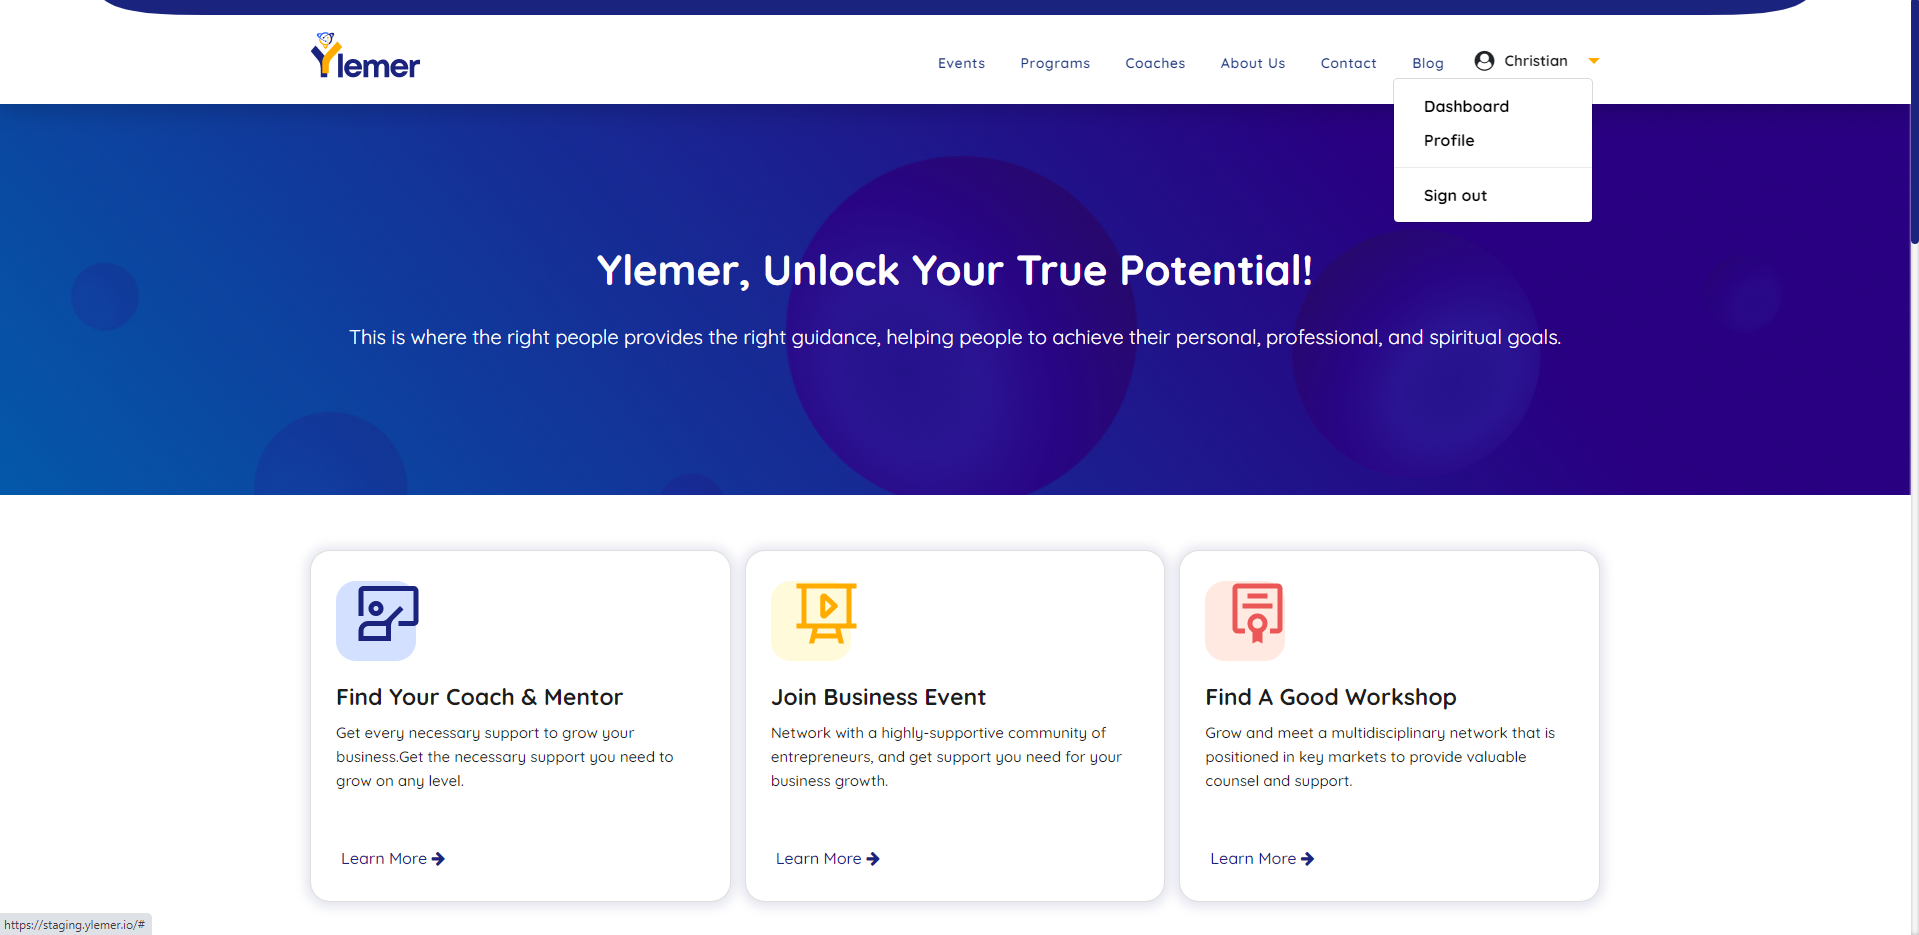 Ylemer
Events Programs Coaches About Us Contact Blog Christian
Dashboard
Profile
Sign out
Ylemer, Unlock Your True Potential!
This is where the right people provides the right guidance, helping people to achieve their personal, professional, and spiritual goals.
Find Your Coach & Mentor
Get every necessary support to grow your
business.Get the necessary support you need to
grow on any level.
Learn More
Join Business Event
Network with a highly-supportive community of
entrepreneurs, and get support you need for your
business growth.
Learn More
Find A Good Workshop
Grow and meet a multidisciplinary network that is
positioned in key markets to provide valuable
counsel and support.
Learn More
https://staging.ylemer.io/#